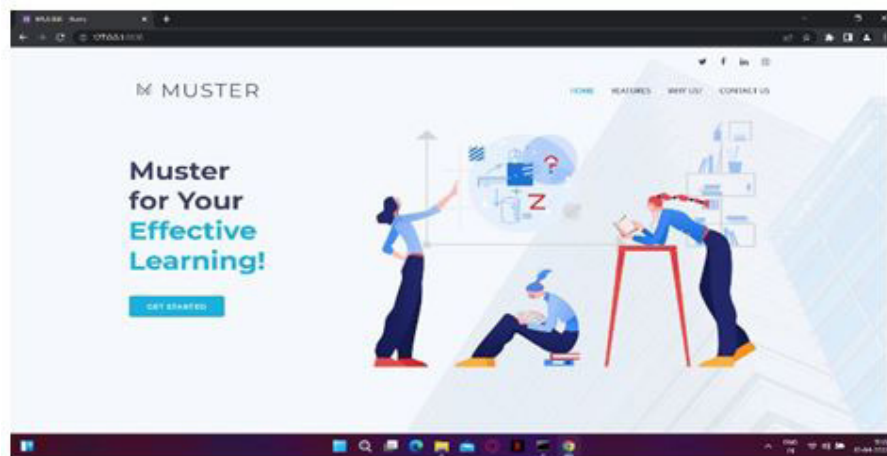 MUSTER
HOME FEATURES WHY US? CONTACT US
Muster
for Your
Effective
Learning!
GET STARTED
?
Z